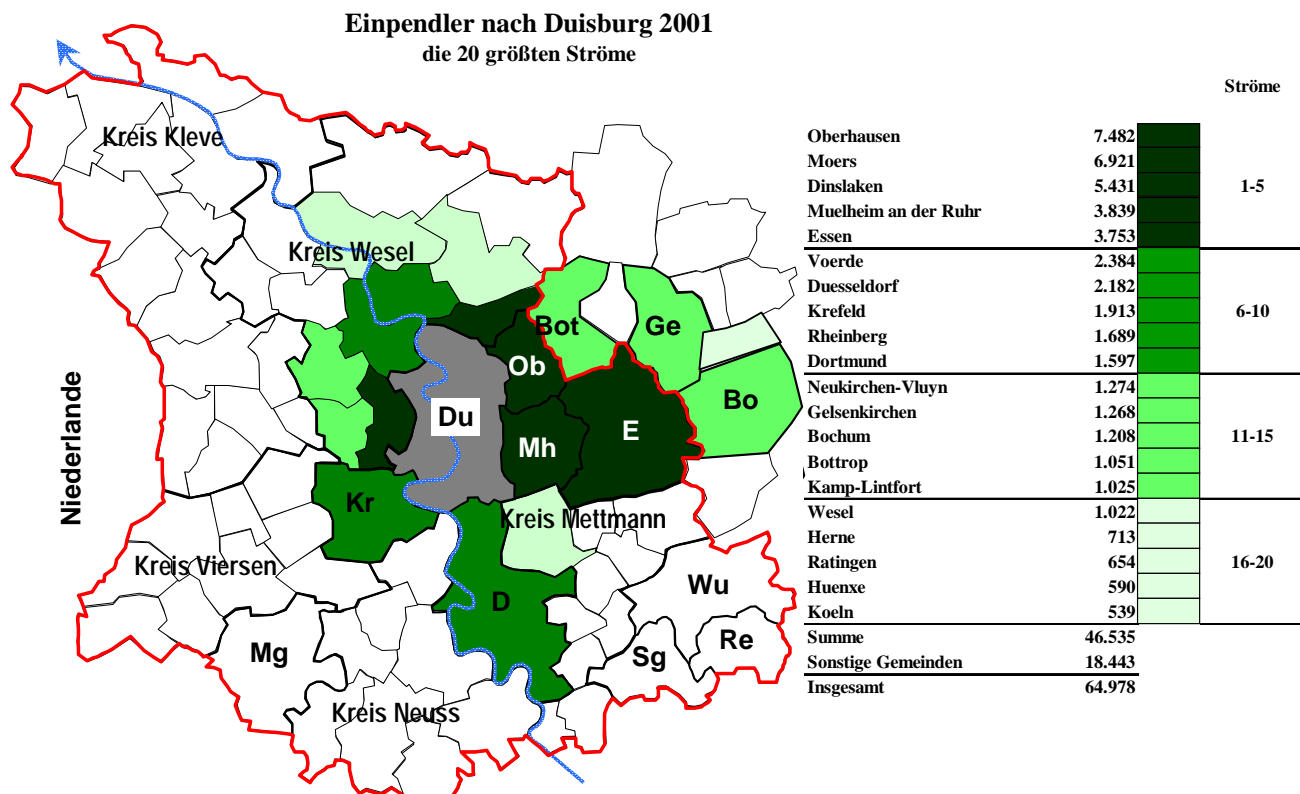 Einpendler nach Duisburg 2001
die 20 größten Ströme
Ströme
Oberhausen 7.482
Moers 6.921
Dinslaken 5.431 1-5
Muelheim an der Ruhr 3.839
Essen 3.753
Voerde 2.384
Duesseldorf 2.182
Krefeld 1.913 6-10
Rheinberg 1.689
Dortmund 1.597
Neukirchen-Vluyn 1.274
Gelsenkirchen 1.268
Bochum 1.208 11-15
Bottrop 1.051
Kamp-Lintfort 1.025
Wesel 1.022
Herne 713
Ratingen 654 16-20
Huenxe 590
Koeln 539
Summe 46.535
Sonstige Gemeinden 18.443
Insgesamt 64.978
Kreis Kleve
Kreis Wesel
Bot
Ge
Ob
Bo
Du
E
Mh
Niederlande
Kr
Kreis Mettmann
Kreis Viersen
Wu
D
Re
Mg
Sg
Kreis Neuss